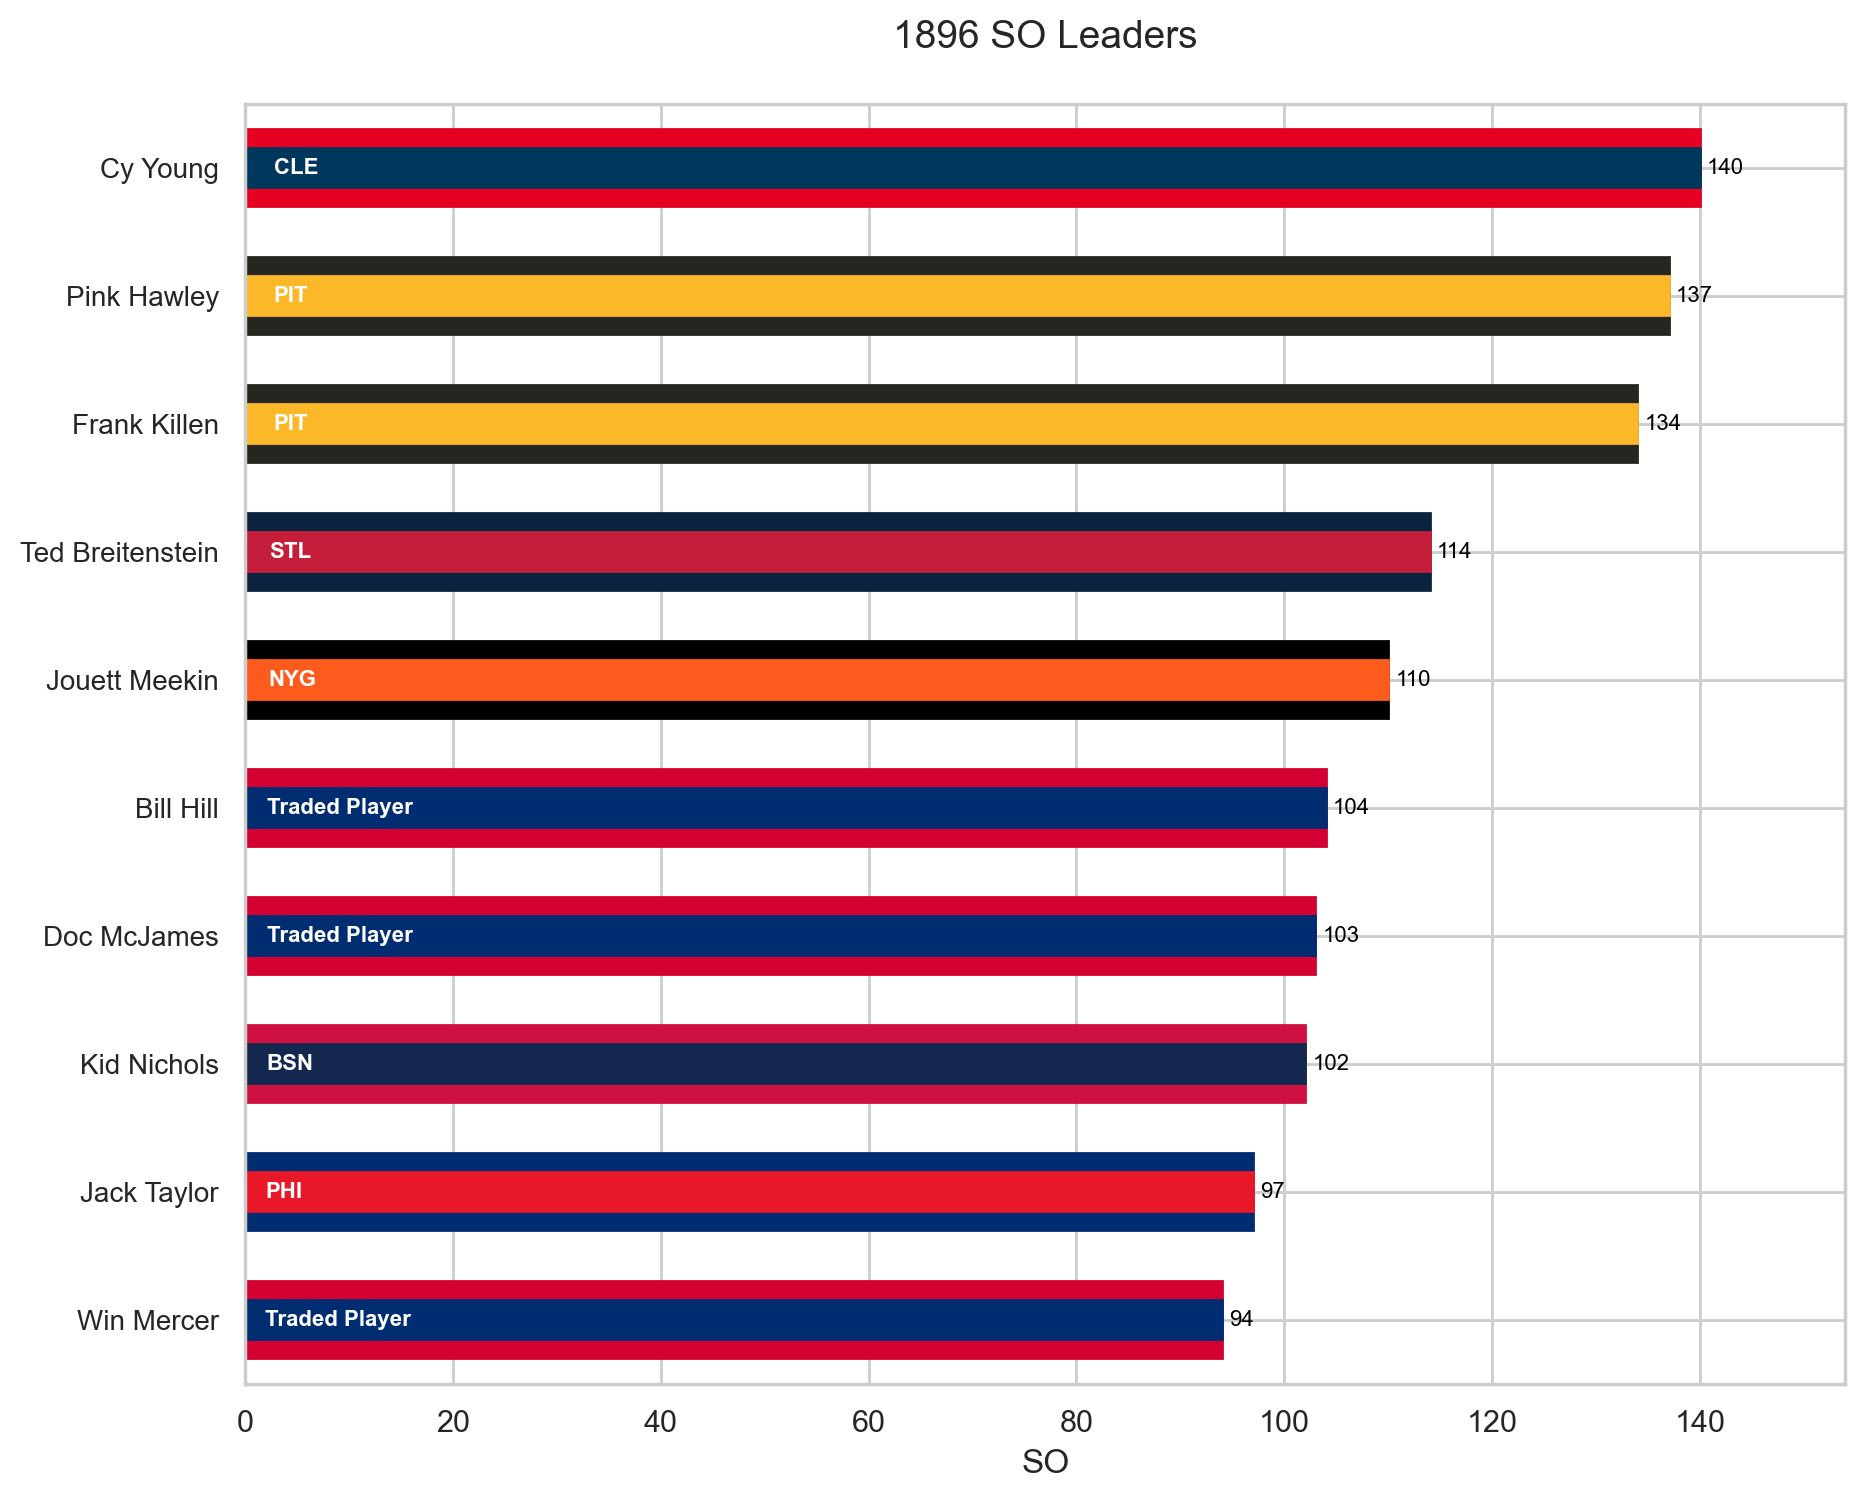 1896 SO Leaders
Cy Young CLE 140
Pink Hawley PIT 137
Frank Killen PIT 134
Ted Breitenstein STL 114
Jouett Meekin NYG 110
Bill Hill Traded Player 104
Doc McJames Traded Player 103
Kid Nichols BSN 102
Jack Taylor PHI 97
Win Mercer Traded Player 94
0 20 40 60 80 100 120 140
SO